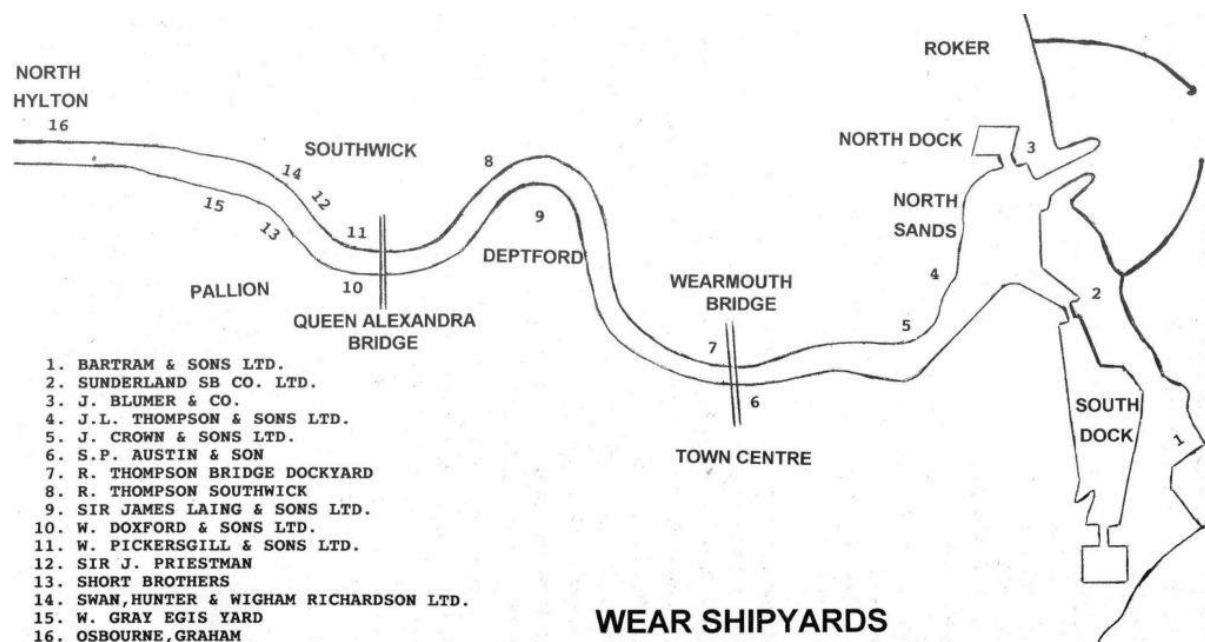 ROKER
NORTH
HYLTON
16
NORTH DOCK
3
SOUTHWICK
8
14
12
15
13
11
9
NORTH
SANDS
DEPTFORD
10
PALLION
4
WEARMOUTH
BRIDGE
2
QUEEN ALEXANDRA
BRIDGE
5
7
6
SOUTH
DOCK
1
TOWN CENTRE
1. BARTRAM & SONS LTD.
2. SUNDERLAND SB CO. LTD.
3. J. BLUMER & CO.
4. J.L. THOMPSON & SONS LTD.
5. J. CROWN & SONS LTD.
6. S.P. AUSTIN & SON
7. R. THOMPSON BRIDGE DOCKYARD
8. R. THOMPSON SOUTHWICK
9. SIR JAMES LAING & SONS LTD.
10. W. DOXFORD & SONS LTD.
11. W. PICKERSGILL & SONS LTD.
12. SIR J. PRIESTMAN
13. SHORT BROTHERS
14. SWAN,HUNTER & WIGHAM RICHARDSON LTD.
15. W. GRAY EGIS YARD
16. OSBOURNE,GRAHAM
WEAR SHIPYARDS